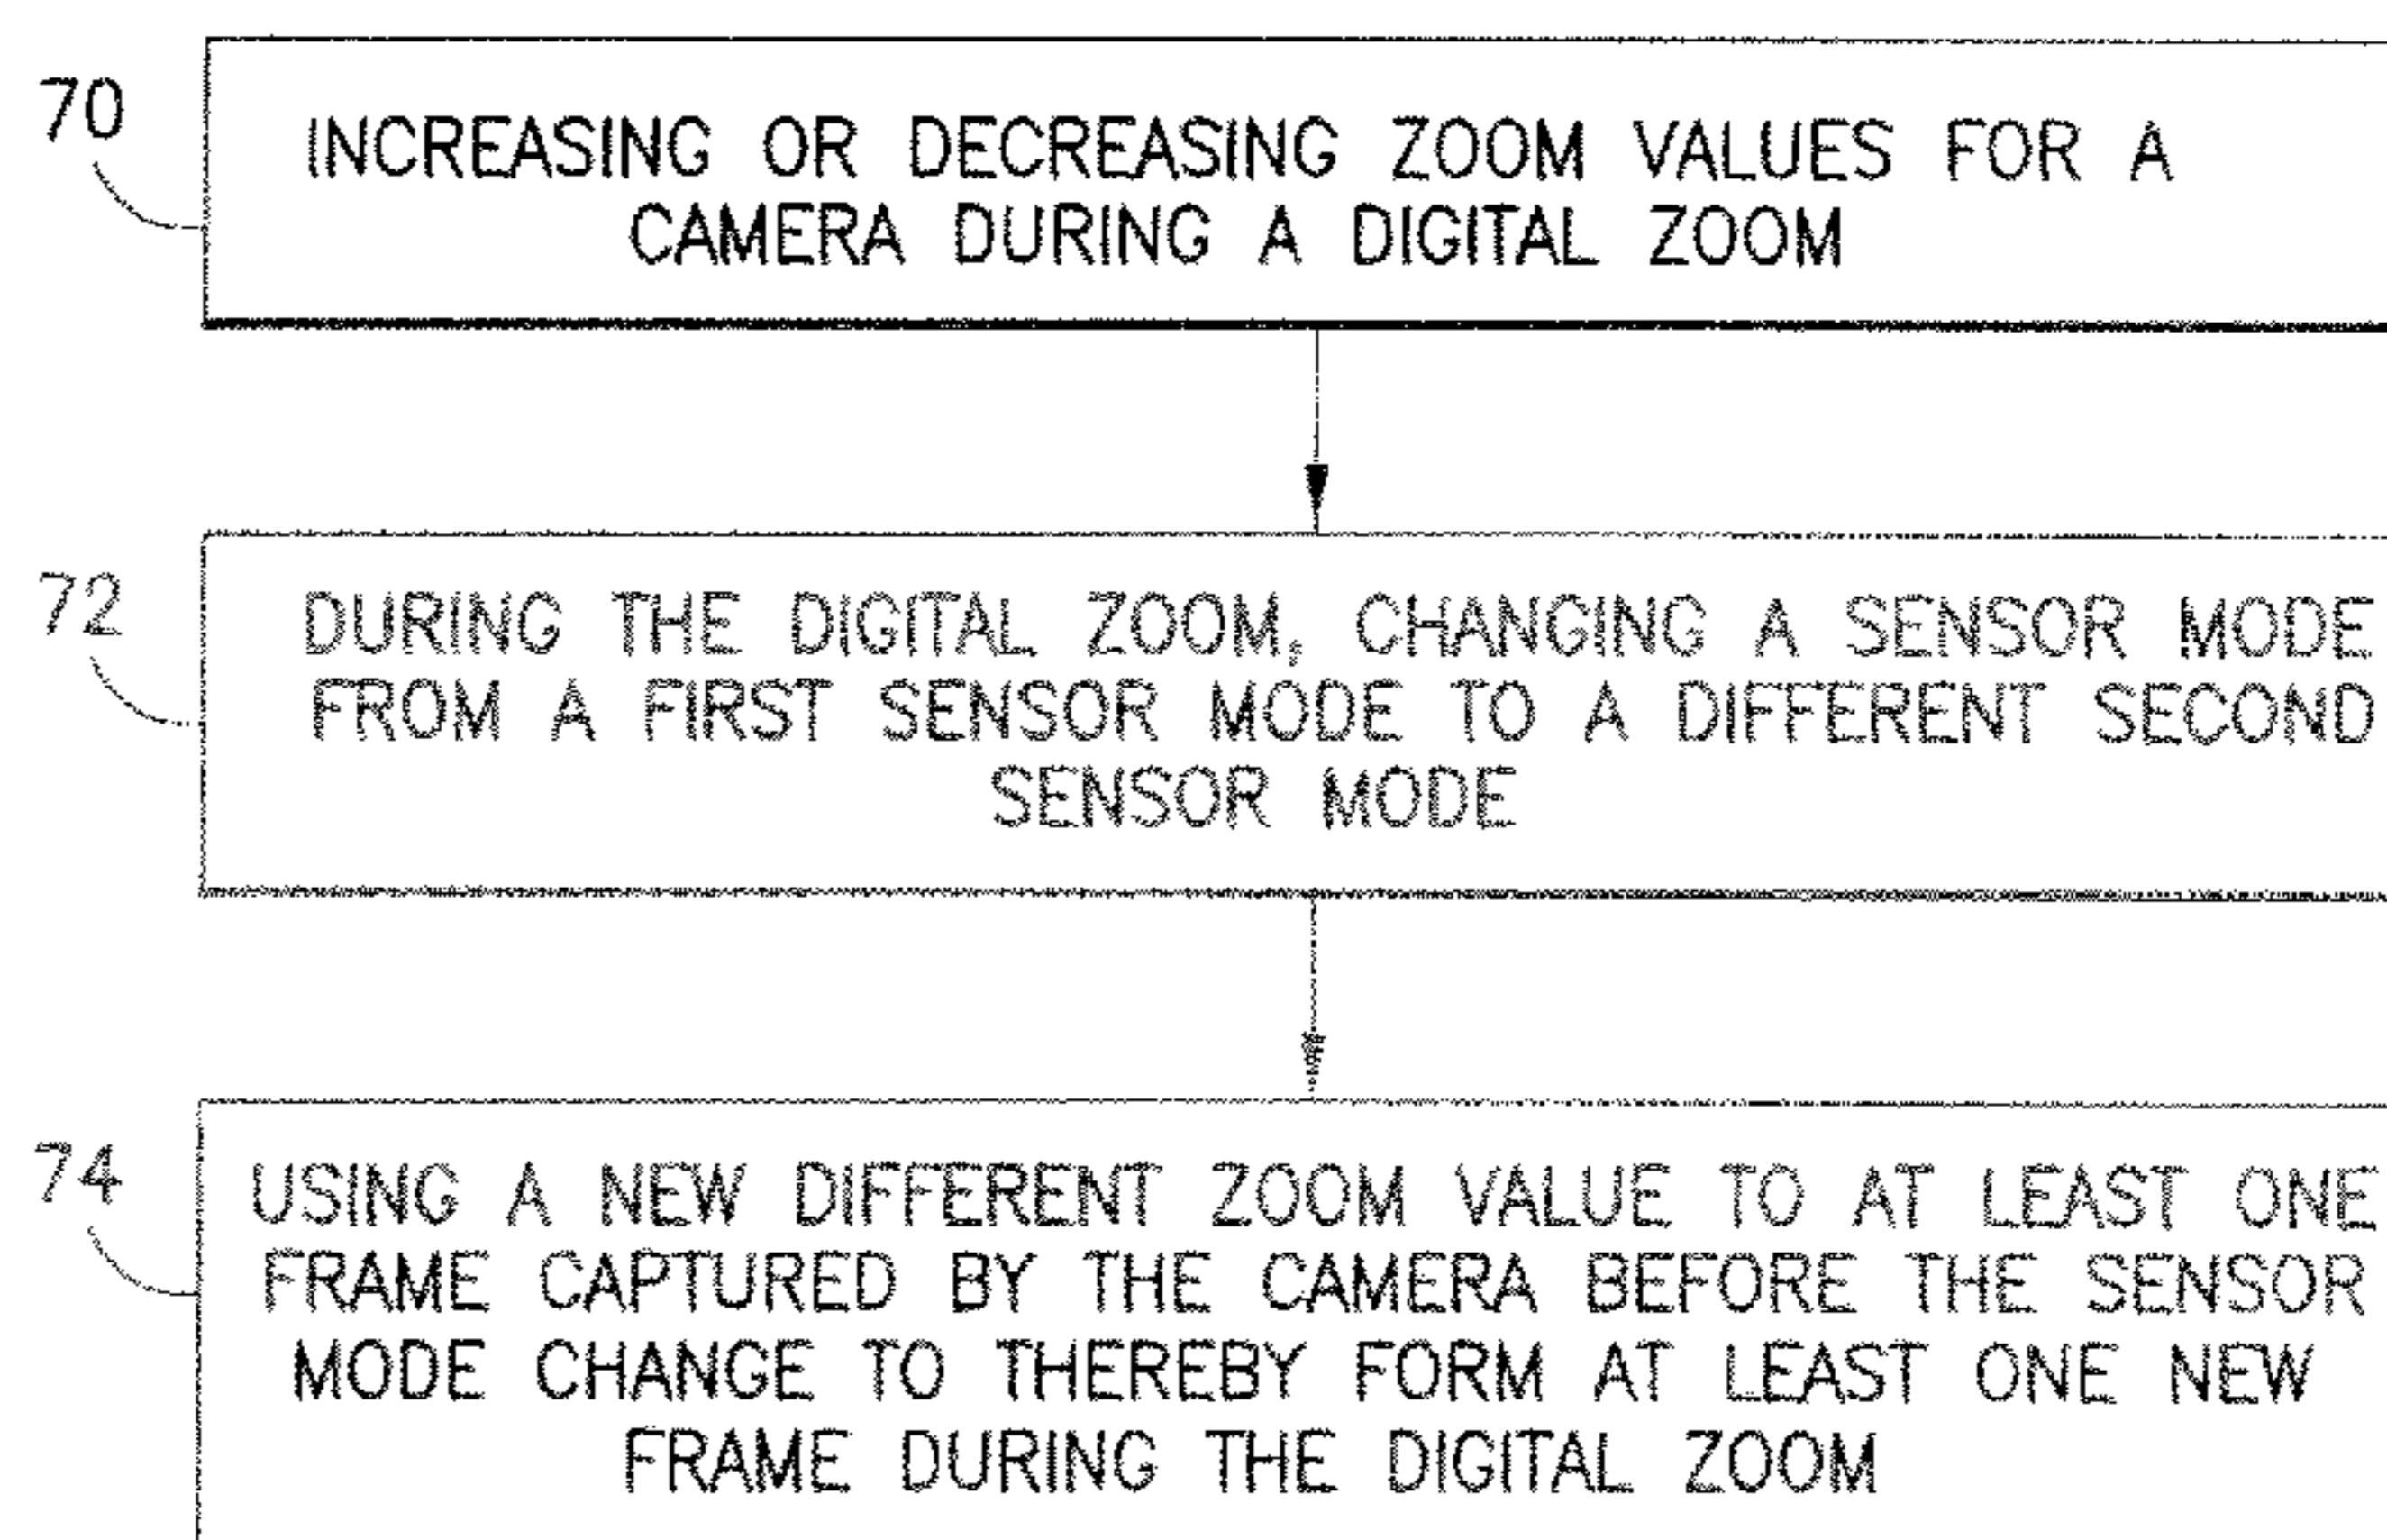 70
INCREASING OR DECREASING ZOOM VALUES FOR A
CAMERA DURING A DIGITAL ZOOM
72
DURING THE DIGITAL ZOOM, CHANGING A SENSOR MODE
FROM A FIRST SENSOR MODE TO A DIFFERENT SECOND
SENSOR MODE
74
USING A NEW DIFFERENT ZOOM VALUE TO AT LEAST ONE
FRAME CAPTURED BY THE CAMERA BEFORE THE SENSOR
MODE CHANGE TO THEREBY FORM AT LEAST ONE NEW
FRAME DURING THE DIGITAL ZOOM